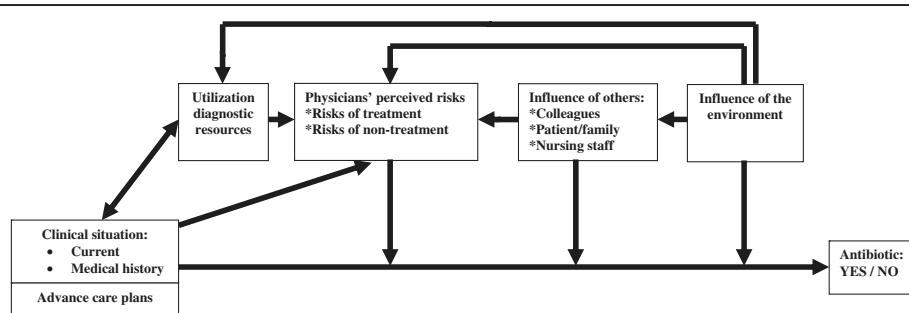 Utilization
diagnostic
resources
Physicians' perceived risks
*Risks of treatment
*Risks of non-treatment
Influence of others:
*Colleagues
*Patient/family
*Nursing staff
Influence of the
environment
Clinical situation:
• Current
• Medical history
Advance care plans
Antibiotic:
YES / NO